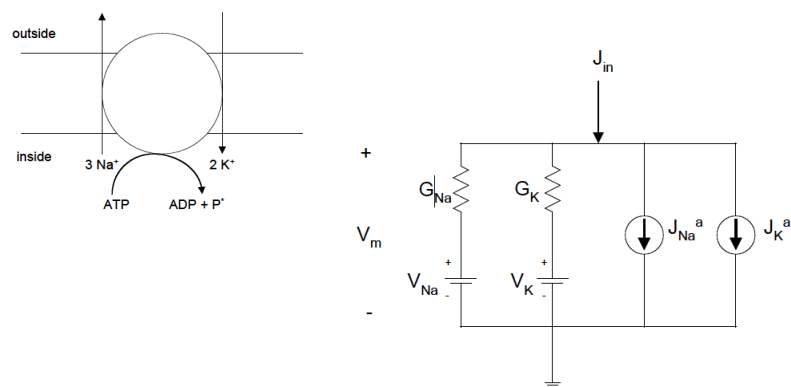 outside
inside
3 Na⁺
2 K⁺
ATP
ADP + P*
J_in
+
V_m
-
G_Na
G_K
+
V_Na
-
+
V_K
-
J_Na^a
J_K^a